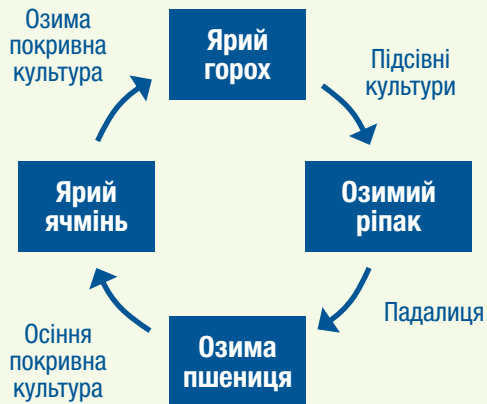 Озима
покривна
культура
Ярий
горох
Підсівні
культури
Ярий
ячмінь
Озимий
ріпак
Падалиця
Осіння
покривна
культура
Озима
пшениця